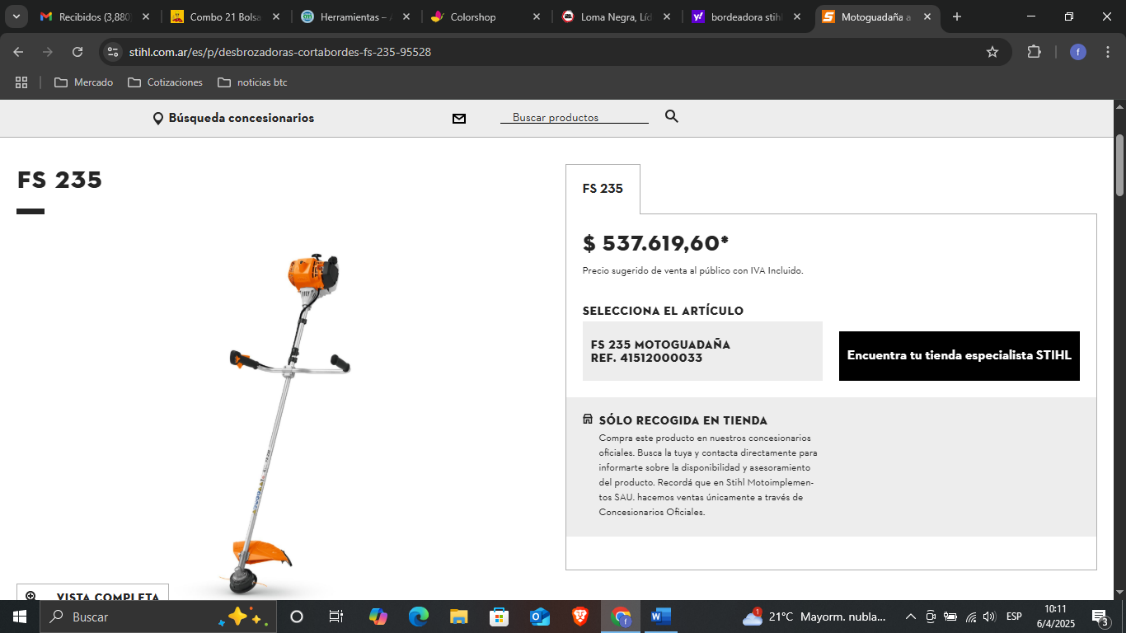 Recibidos (3,880
Combo 21 Bolsa
Herramientas –
Colorshop
Loma Negra, Líd
bordeadora stihl
Motoguadaña a
stihl.com.ar/es/p/desbrozadoras-cortabordes-fs-235-95528
f
Mercado
Cotizaciones
noticias btc
Búsqueda concesionarios
Buscar productos
FS 235
FS 235
$ 537.619,60*
Precio sugerido de venta al público con IVA Incluido.
SELECCIONA EL ARTÍCULO
FS 235 MOTOGUADAÑA
REF. 41512000033
Encuentra tu tienda especialista STIHL
SÓLO RECOGIDA EN TIENDA
Compra este producto en nuestros concesionarios
oficiales. Busca la tuya y contacta directamente para
informarte sobre la disponibilidad y asesoramiento
del producto. Recordá que en Stihl Motoimplemen-
tos SAU. hacemos ventas únicamente a través de
Concesionarios Oficiales.
VISTA COMPLETA
Buscar
1
21°C Mayorm. nubla...
ESP
10:11
6/4/2025
3